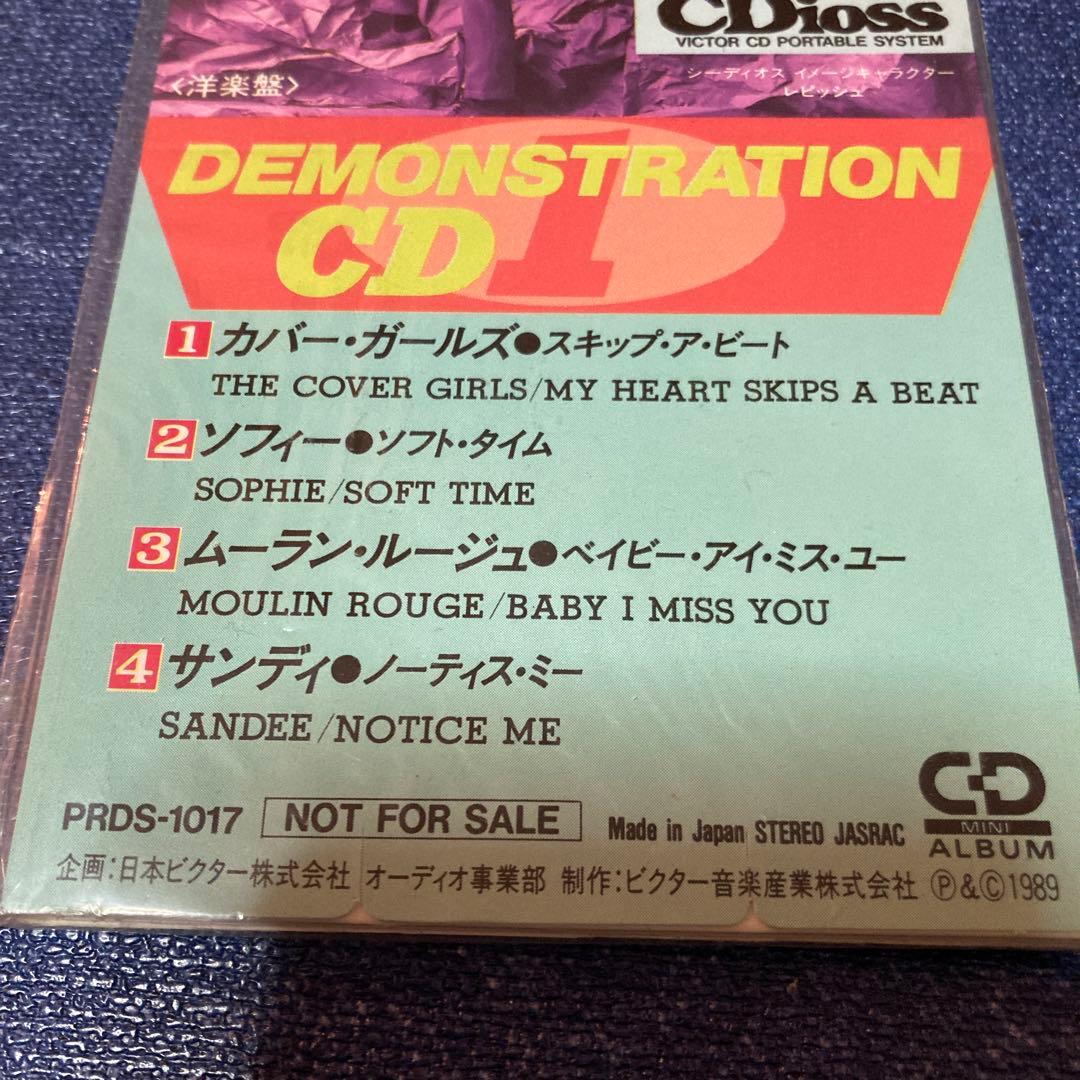 CDioss
VICTOR CD PORTABLE SYSTEM
シーディオス イメージキャラクター
レピッシュ
〈洋楽盤〉
DEMONSTRATION
CD 1
1 カバー・ガールズ●スキップ・ア・ビート
THE COVER GIRLS/MY HEART SKIPS A BEAT
2 ソフィー●ソフト・タイム
SOPHIE/SOFT TIME
3 ムーラン・ルージュ●ベイビー・アイ・ミス・ユー
MOULIN ROUGE/BABY I MISS YOU
4 サンディ●ノーティス・ミー
SANDEE/NOTICE ME
CD
MINI
ALBUM
PRDS-1017 NOT FOR SALE Made in Japan STEREO JASRAC
企画:日本ビクター株式会社 オーディオ事業部 制作:ビクター音楽産業株式会社 Ⓟ&Ⓒ1989